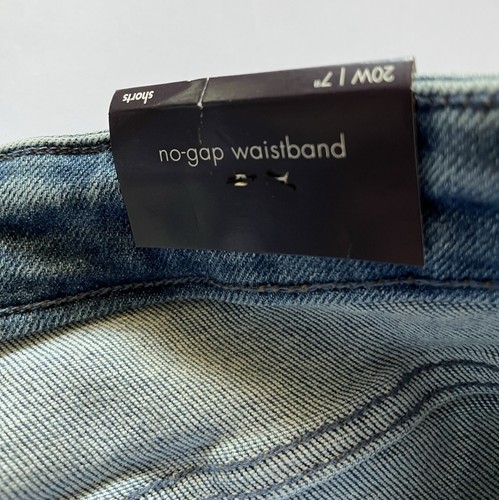 shorts
20W | 7"
no-gap waistband